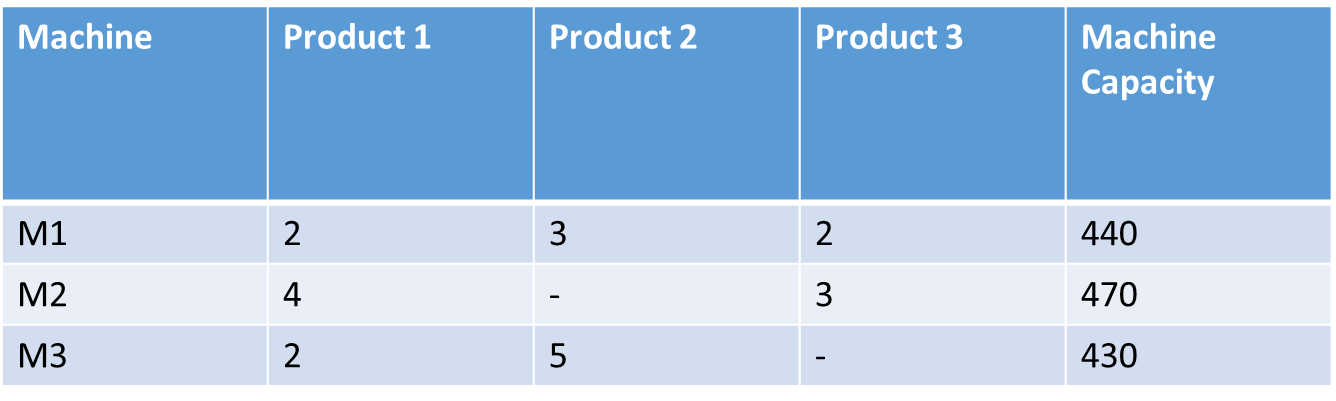 Machine Product 1 Product 2 Product 3 Machine
Capacity
M1 2 3 2 440
M2 4 - 3 470
M3 2 5 - 430